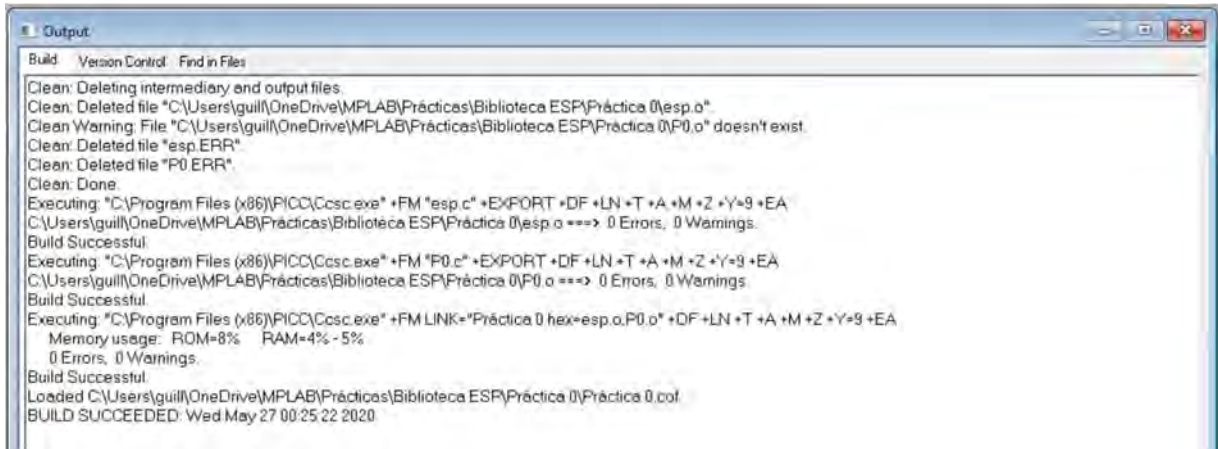 Output
Build Version Control Find in Files
Clean: Deleting intermediary and output files.
Clean: Deleted file "C:\Users\guill\OneDrive\MPLAB\Prácticas\Biblioteca ESP\Práctica 0\esp.o".
Clean Warning: File "C:\Users\guill\OneDrive\MPLAB\Prácticas\Biblioteca ESP\Práctica 0\P0.o" doesn't exist.
Clean: Deleted file "esp.ERR".
Clean: Deleted file "P0.ERR".
Clean: Done.
Executing: "C:\Program Files (x86)\PICC\Ccsc.exe" +FM "esp.c" +EXPORT +DF +LN +T +A +M +Z +Y=9 +EA
C:\Users\guill\OneDrive\MPLAB\Prácticas\Biblioteca ESP\Práctica 0\esp.o ===> 0 Errors, 0 Warnings.
Build Successful.
Executing: "C:\Program Files (x86)\PICC\Ccsc.exe" +FM "P0.c" +EXPORT +DF +LN +T +A +M +Z +Y=9 +EA
C:\Users\guill\OneDrive\MPLAB\Prácticas\Biblioteca ESP\Práctica 0\P0.o ===> 0 Errors, 0 Warnings.
Build Successful.
Executing: "C:\Program Files (x86)\PICC\Ccsc.exe" +FM LINK="Práctica 0.hex=esp.o,P0.o" +DF +LN +T +A +M +Z +Y=9 +EA
Memory usage: ROM=8% RAM=4% - 5%
0 Errors, 0 Warnings.
Build Successful.
Loaded C:\Users\guill\OneDrive\MPLAB\Prácticas\Biblioteca ESP\Práctica 0\Práctica 0.cof.
BUILD SUCCEEDED: Wed May 27 00:25:22 2020